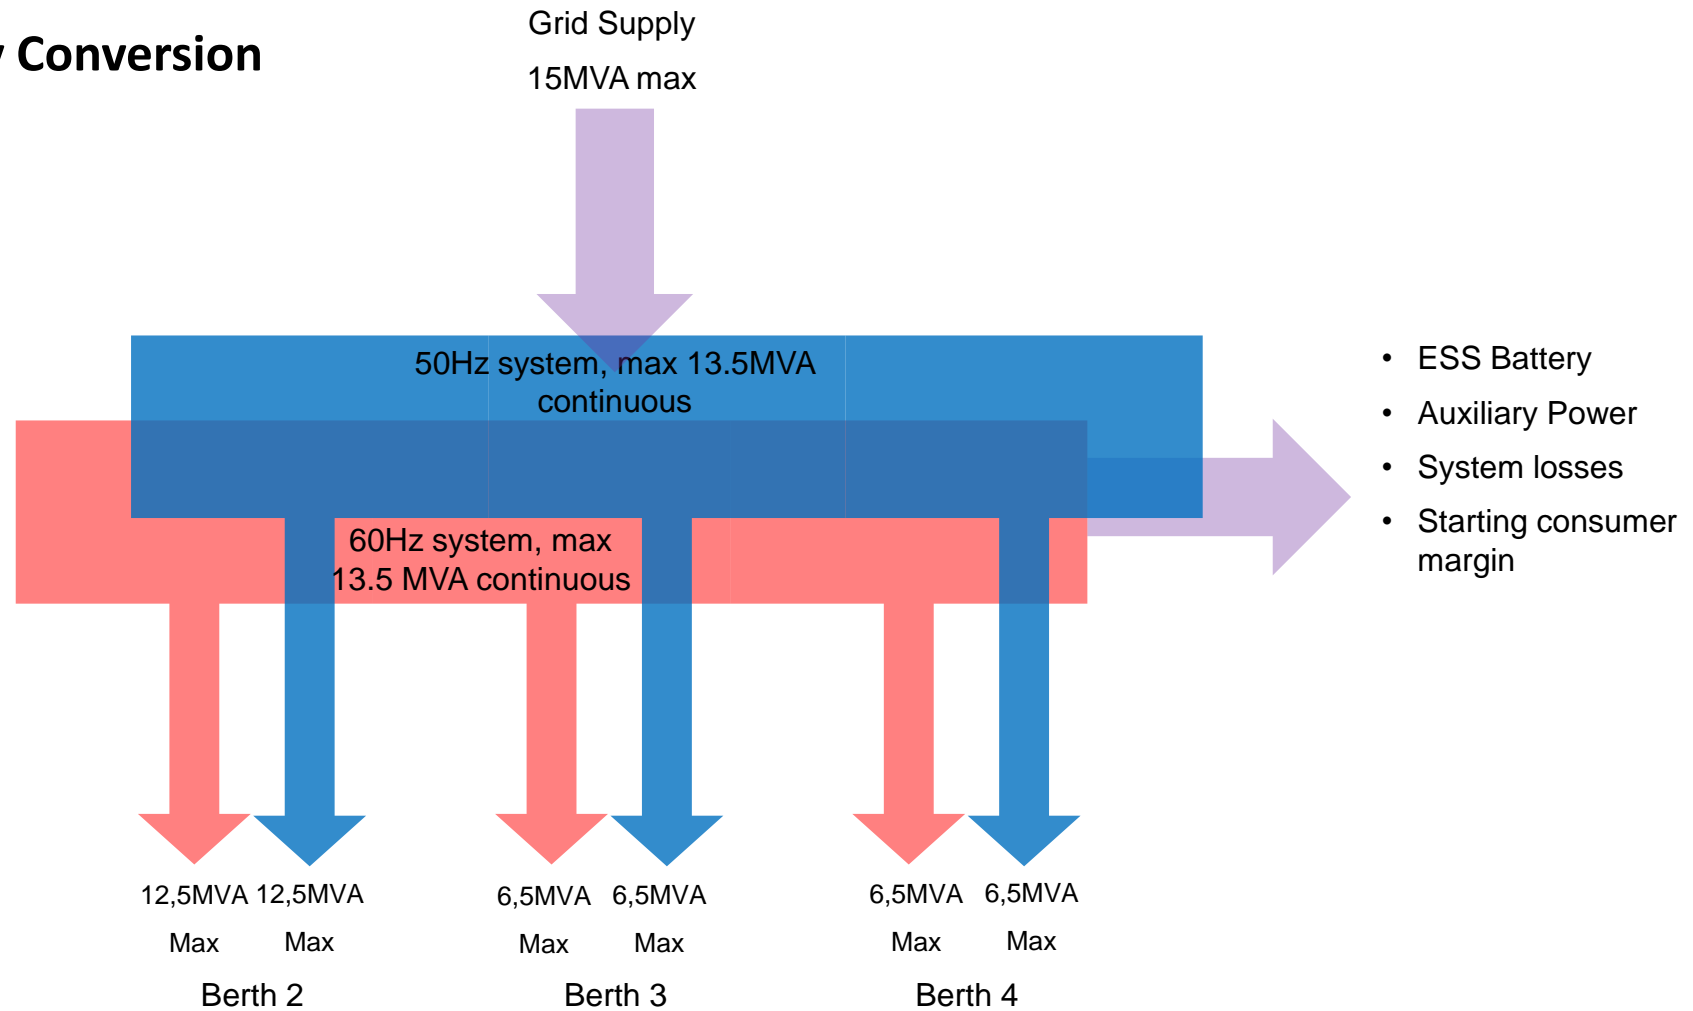 y Conversion
Grid Supply
15MVA max
50Hz system, max 13.5MVA
continuous
60Hz system, max
13.5 MVA continuous
• ESS Battery
• Auxiliary Power
• System losses
• Starting consumer
margin
12,5MVA 12,5MVA 6,5MVA 6,5MVA 6,5MVA 6,5MVA
Max Max Max Max Max Max
Berth 2 Berth 3 Berth 4